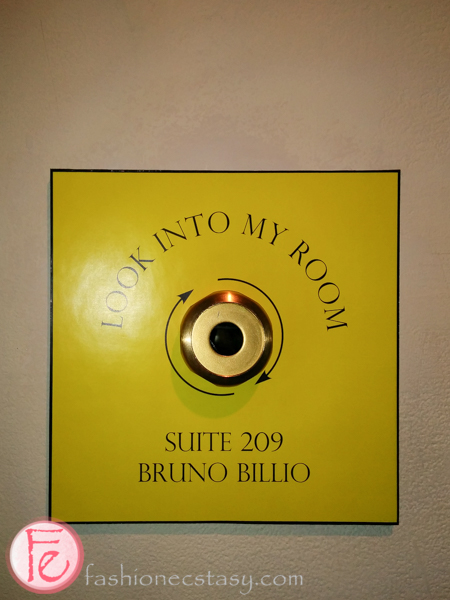 LOOK INTO MY ROOM
SUITE 209
BRUNO BILLIO
Fe
fashionecstasy.com